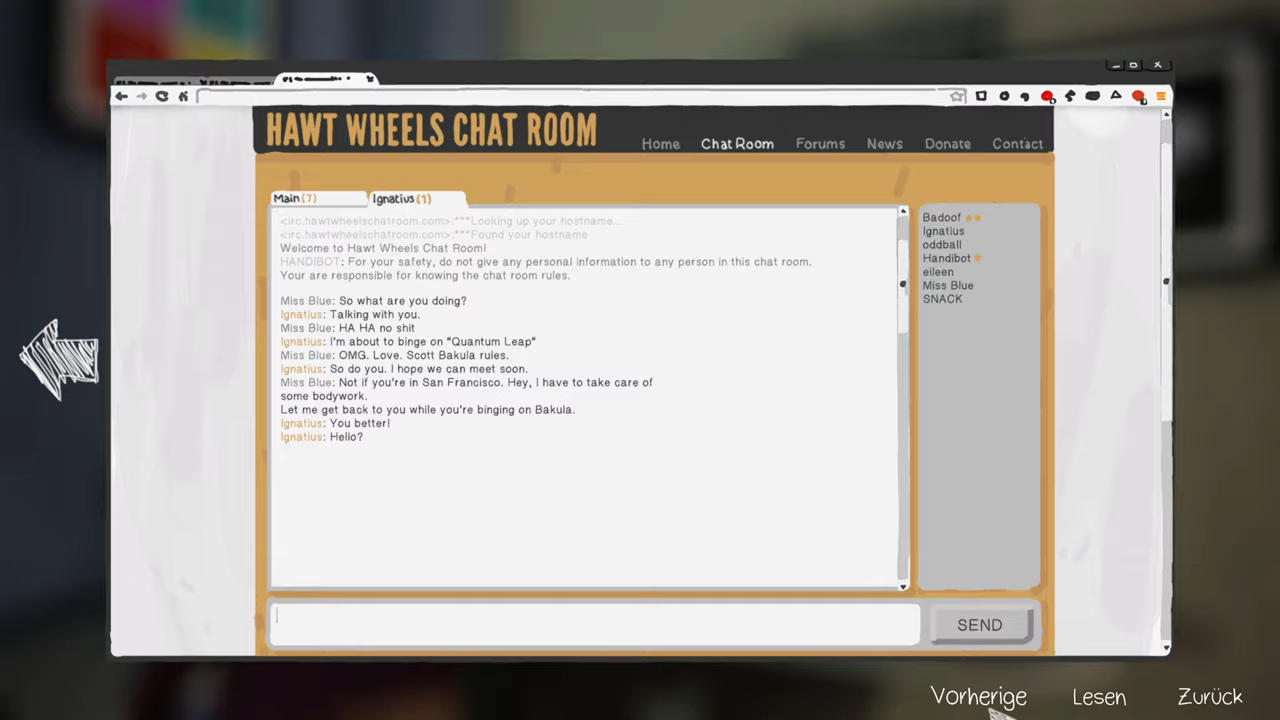 HAWT WHEELS CHAT ROOM
Home Chat Room Forums News Donate Contact
Main (7) Ignatius (1)
<irc.hawtwheelschatroom.com>:***Looking up your hostname...
<irc.hawtwheelschatroom.com>:***Found your hostname
Welcome to Hawt Wheels Chat Room!
HANDIBOT: For your safety, do not give any personal information to any person in this chat room.
Your are responsible for knowing the chat room rules.
Miss Blue: So what are you doing?
Ignatius: Talking with you.
Miss Blue: HA HA no shit
Ignatius: I'm about to binge on "Quantum Leap"
Miss Blue: OMG. Love. Scott Bakula rules.
Ignatius: So do you. I hope we can meet soon.
Miss Blue: Not if you're in San Francisco. Hey, I have to take care of
some bodywork.
Let me get back to you while you're binging on Bakula.
Ignatius: You better!
Ignatius: Hello?
Badoof
Ignatius
oddball
Handibot
eileen
Miss Blue
SNACK
SEND
Vorherige Lesen Zurück